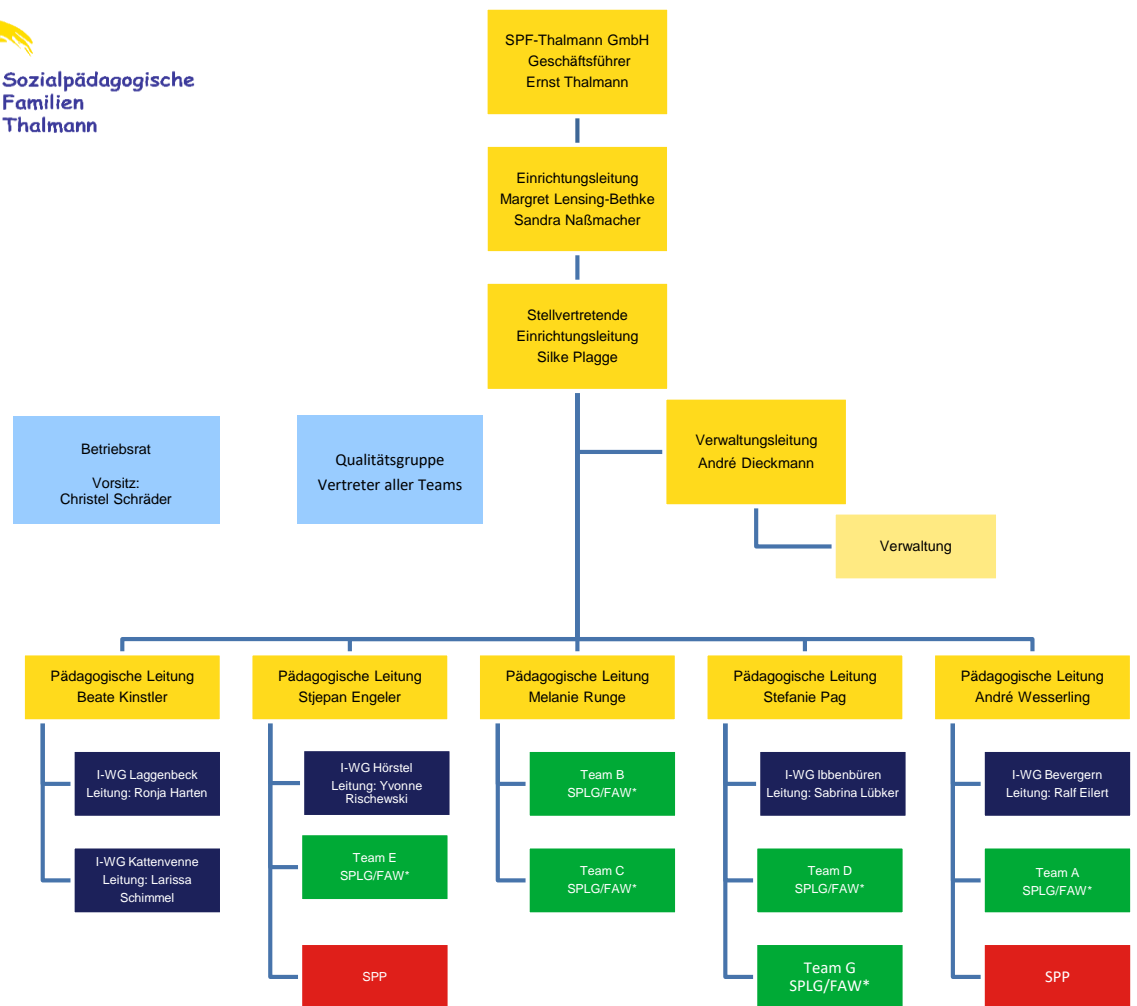 Sozialpädagogische
Familien
Thalmann
SPF-Thalmann GmbH
Geschäftsführer
Ernst Thalmann
Einrichtungsleitung
Margret Lensing-Bethke
Sandra Naßmacher
Stellvertretende
Einrichtungsleitung
Silke Plagge
Betriebsrat
Vorsitz:
Christel Schräder
Qualitätsgruppe
Vertreter aller Teams
Verwaltungsleitung
André Dieckmann
Verwaltung
Pädagogische Leitung
Beate Kinstler
I-WG Laggenbeck
Leitung: Ronja Harten
I-WG Kattenvenne
Leitung: Larissa
Schimmel
Pädagogische Leitung
Stjepan Engeler
I-WG Hörstel
Leitung: Yvonne
Rischewski
Team E
SPLG/FAW*
SPP
Pädagogische Leitung
Melanie Runge
Team B
SPLG/FAW*
Team C
SPLG/FAW*
Pädagogische Leitung
Stefanie Pag
I-WG Ibbenbüren
Leitung: Sabrina Lübker
Team D
SPLG/FAW*
Team G
SPLG/FAW*
Pädagogische Leitung
André Wesserling
I-WG Bevergern
Leitung: Ralf Eilert
Team A
SPLG/FAW*
SPP